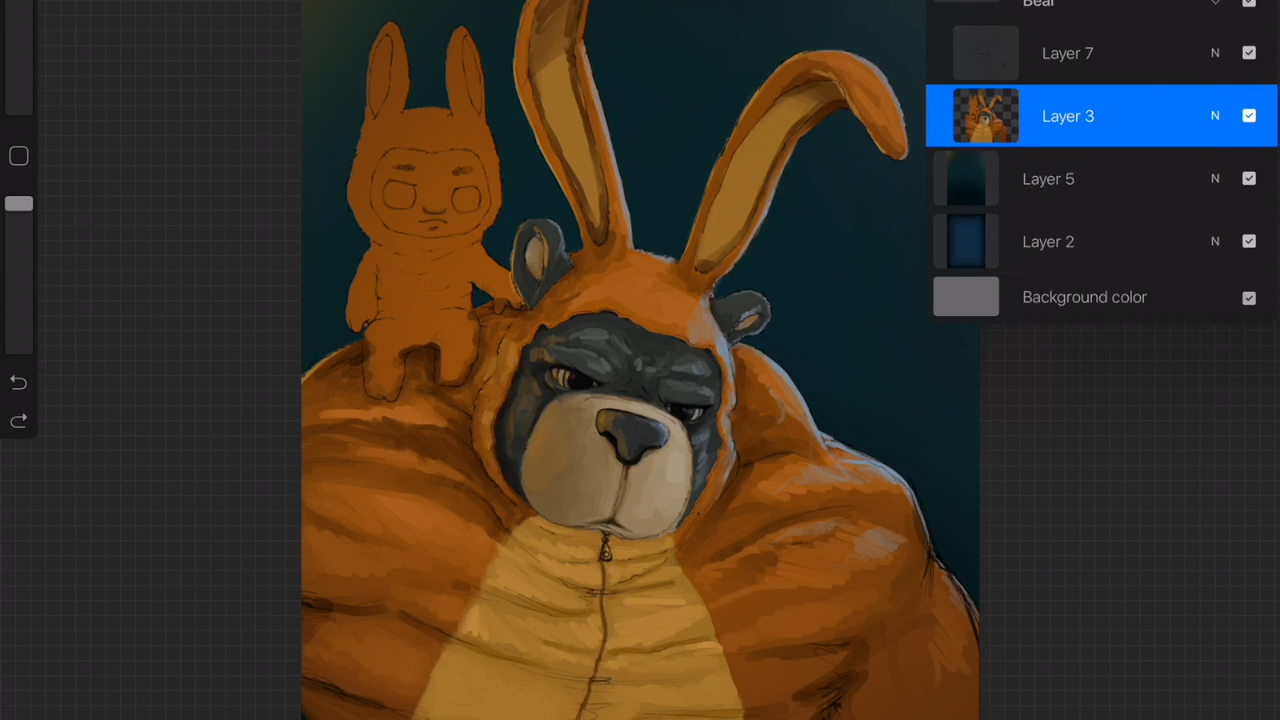 Bear
Layer 7 N
Layer 3 N
Layer 5 N
Layer 2 N
Background color